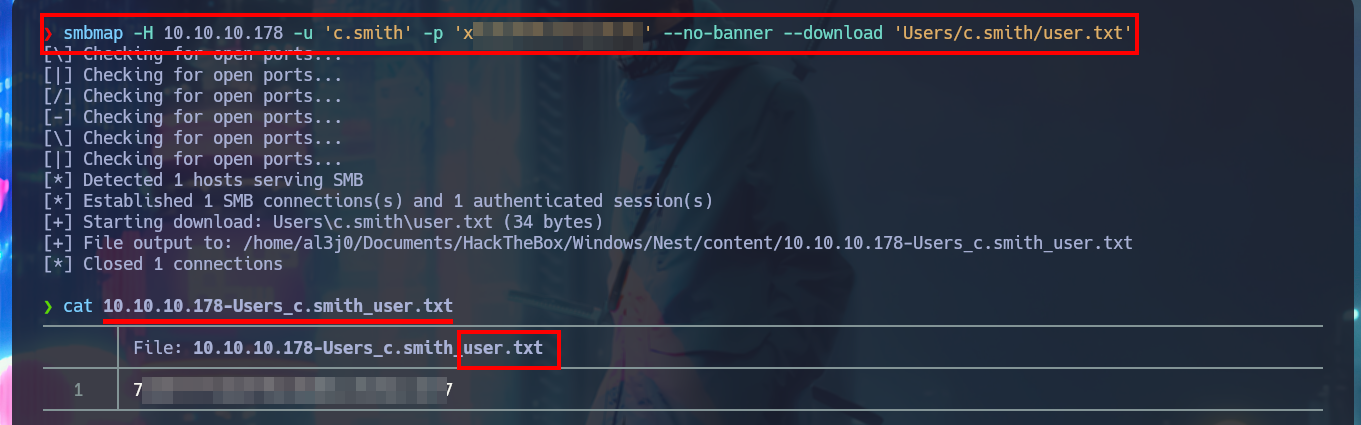 ❯ smbmap -H 10.10.10.178 -u 'c.smith' -p 'x ' --no-banner --download 'Users/c.smith/user.txt'
[\] Checking for open ports...
[|] Checking for open ports...
[/] Checking for open ports...
[-] Checking for open ports...
[\] Checking for open ports...
[|] Checking for open ports...
[*] Detected 1 hosts serving SMB
[*] Established 1 SMB connections(s) and 1 authenticated session(s)
[+] Starting download: Users\c.smith\user.txt (34 bytes)
[+] File output to: /home/al3j0/Documents/HackTheBox/Windows/Nest/content/10.10.10.178-Users_c.smith_user.txt
[*] Closed 1 connections
❯ cat 10.10.10.178-Users_c.smith_user.txt
File: 10.10.10.178-Users_c.smith_user.txt
1 7 7